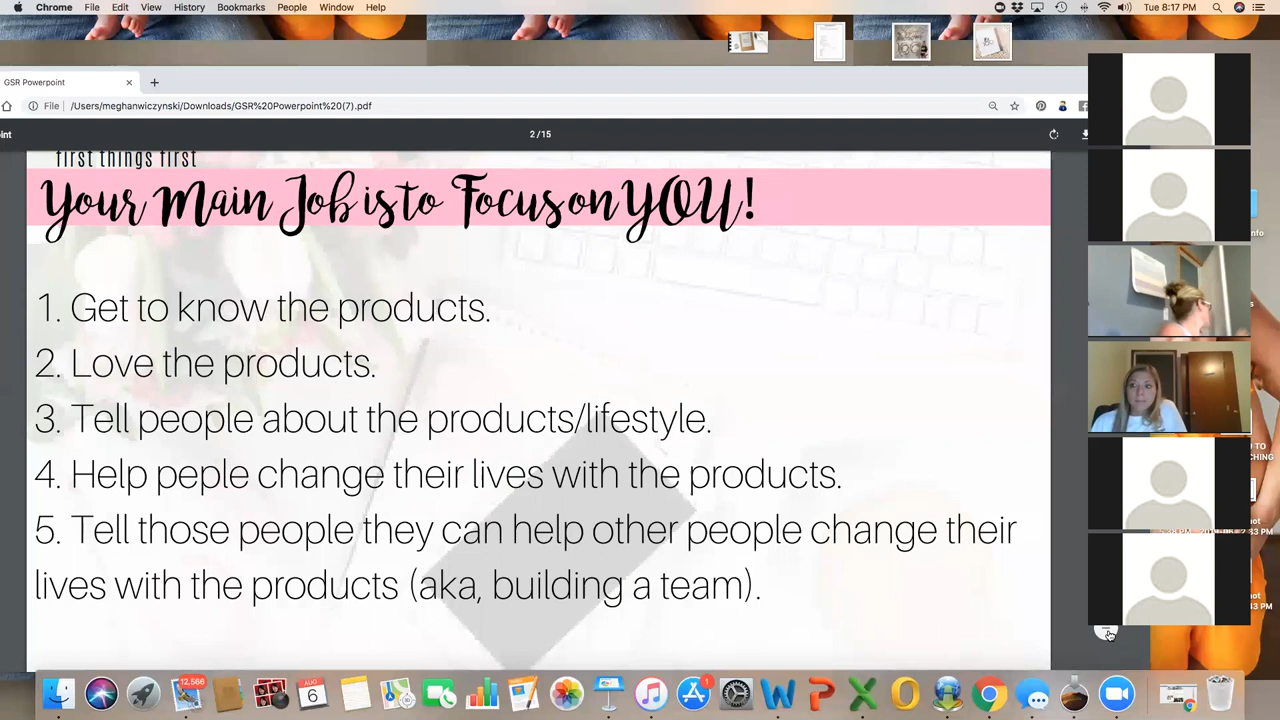 Chrome File Edit View History Bookmarks People Window Help Tue 8:17 PM
GSR Powerpoint
File /Users/meghanwiczynski/Downloads/GSR%20Powerpoint%20(7).pdf
2 / 15
first things first
Your Main Job is to Focus on YOU!
1. Get to know the products.
2. Love the products.
3. Tell people about the products/lifestyle.
4. Help peple change their lives with the products.
5. Tell those people they can help other people change their
lives with the products (aka, building a team).
12,566
AUG
6
1